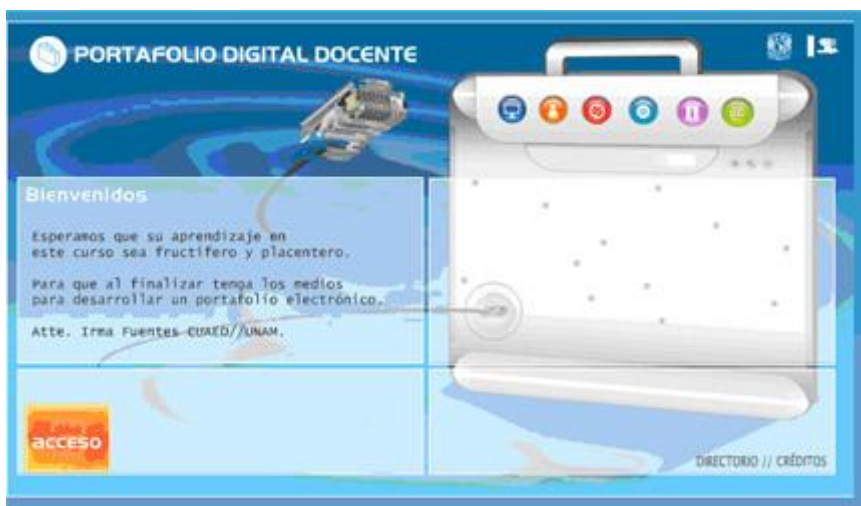 PORTAFOLIO DIGITAL DOCENTE
Bienvenidos
Esperamos que su aprendizaje en
este curso sea fructífero y placentero.
Para que al finalizar tenga los medios
para desarrollar un portafolio electrónico.
Atte. Irma Fuentes CUAED//UNAM.
acceso
DIRECTORIO // CRÉDITOS